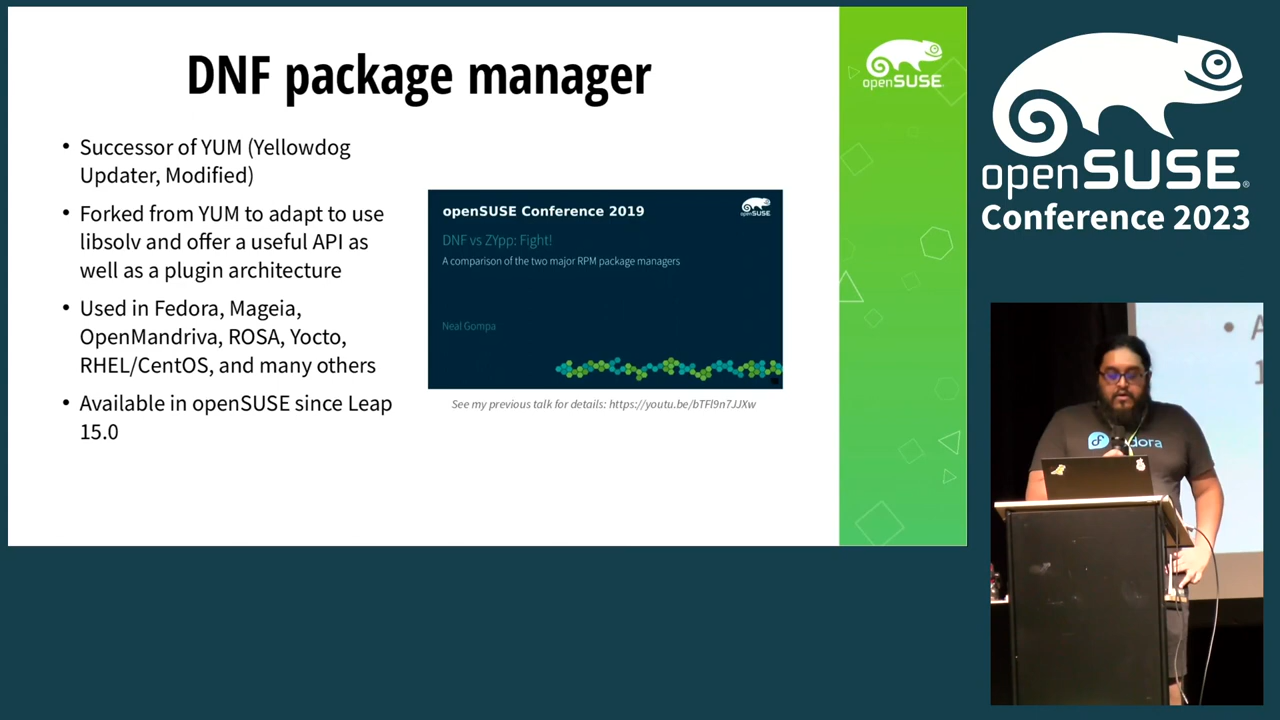 DNF package manager
• Successor of YUM (Yellowdog
Updater, Modified)
• Forked from YUM to adapt to use
libsolv and offer a useful API as
well as a plugin architecture
• Used in Fedora, Mageia,
OpenMandriva, ROSA, Yocto,
RHEL/CentOS, and many others
• Available in openSUSE since Leap
15.0
openSUSE Conference 2019
openSUSE
DNF vs ZYpp: Fight!
A comparison of the two major RPM package managers
Neal Gompa
See my previous talk for details: https://youtu.be/bTFI9n7JJXw
openSUSE
openSUSE®
Conference 2023